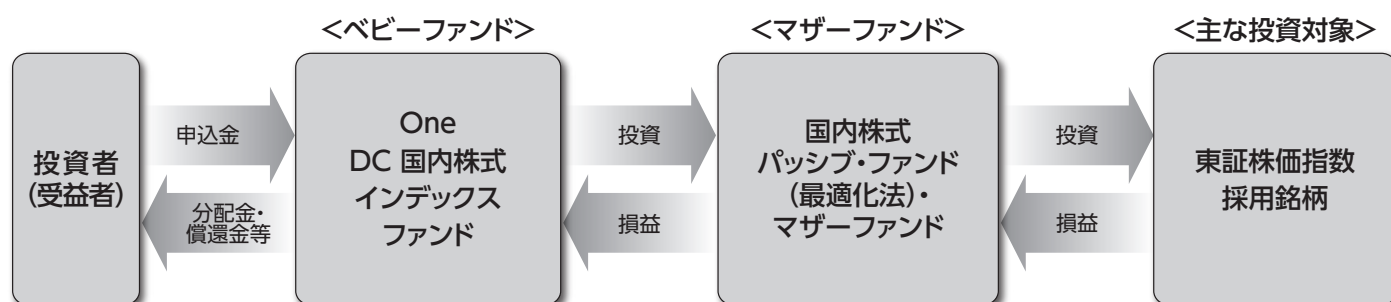 <ベビーファンド>
<マザーファンド>
<主な投資対象>
投資者
(受益者)
申込金
分配金・
償還金等
One
DC 国内株式
インデックス
ファンド
投資
損益
国内株式
パッシブ・ファンド
(最適化法)・
マザーファンド
投資
損益
東証株価指数
採用銘柄